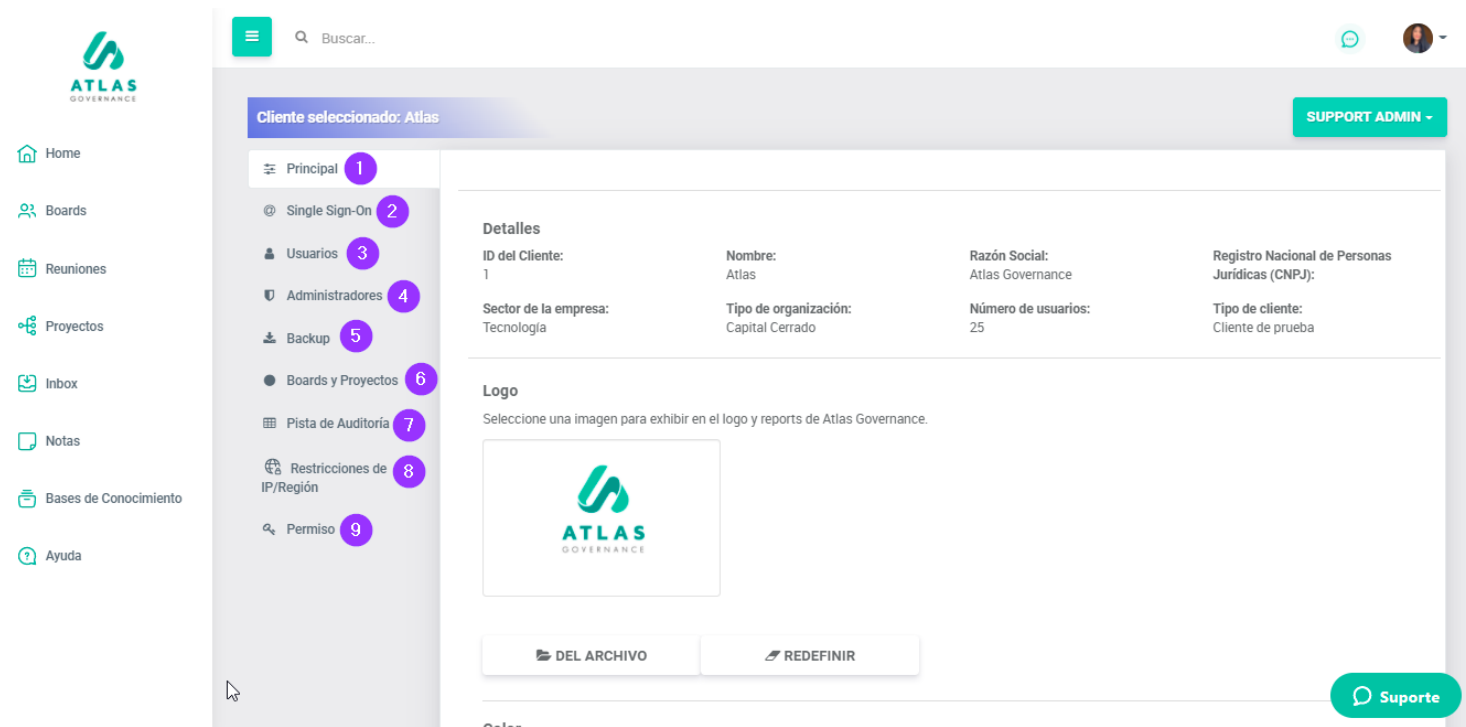 ATLAS
GOVERNANCE
Buscar...
Home
Boards
Reuniones
Proyectos
Inbox
Notas
Bases de Conocimiento
Ayuda
Cliente seleccionado: Atlas
SUPPORT ADMIN
Principal 1
Single Sign-On 2
Usuarios 3
Administradores 4
Backup 5
Boards y Proyectos 6
Pista de Auditoría 7
Restricciones de
IP/Región 8
Permiso 9
Detalles
ID del Cliente:
1
Nombre:
Atlas
Razón Social:
Atlas Governance
Registro Nacional de Personas
Jurídicas (CNPJ):
Sector de la empresa:
Tecnología
Tipo de organización:
Capital Cerrado
Número de usuarios:
25
Tipo de cliente:
Cliente de prueba
Logo
Seleccione una imagen para exhibir en el logo y reports de Atlas Governance.
ATLAS
GOVERNANCE
DEL ARCHIVO
REDEFINIR
Suporte